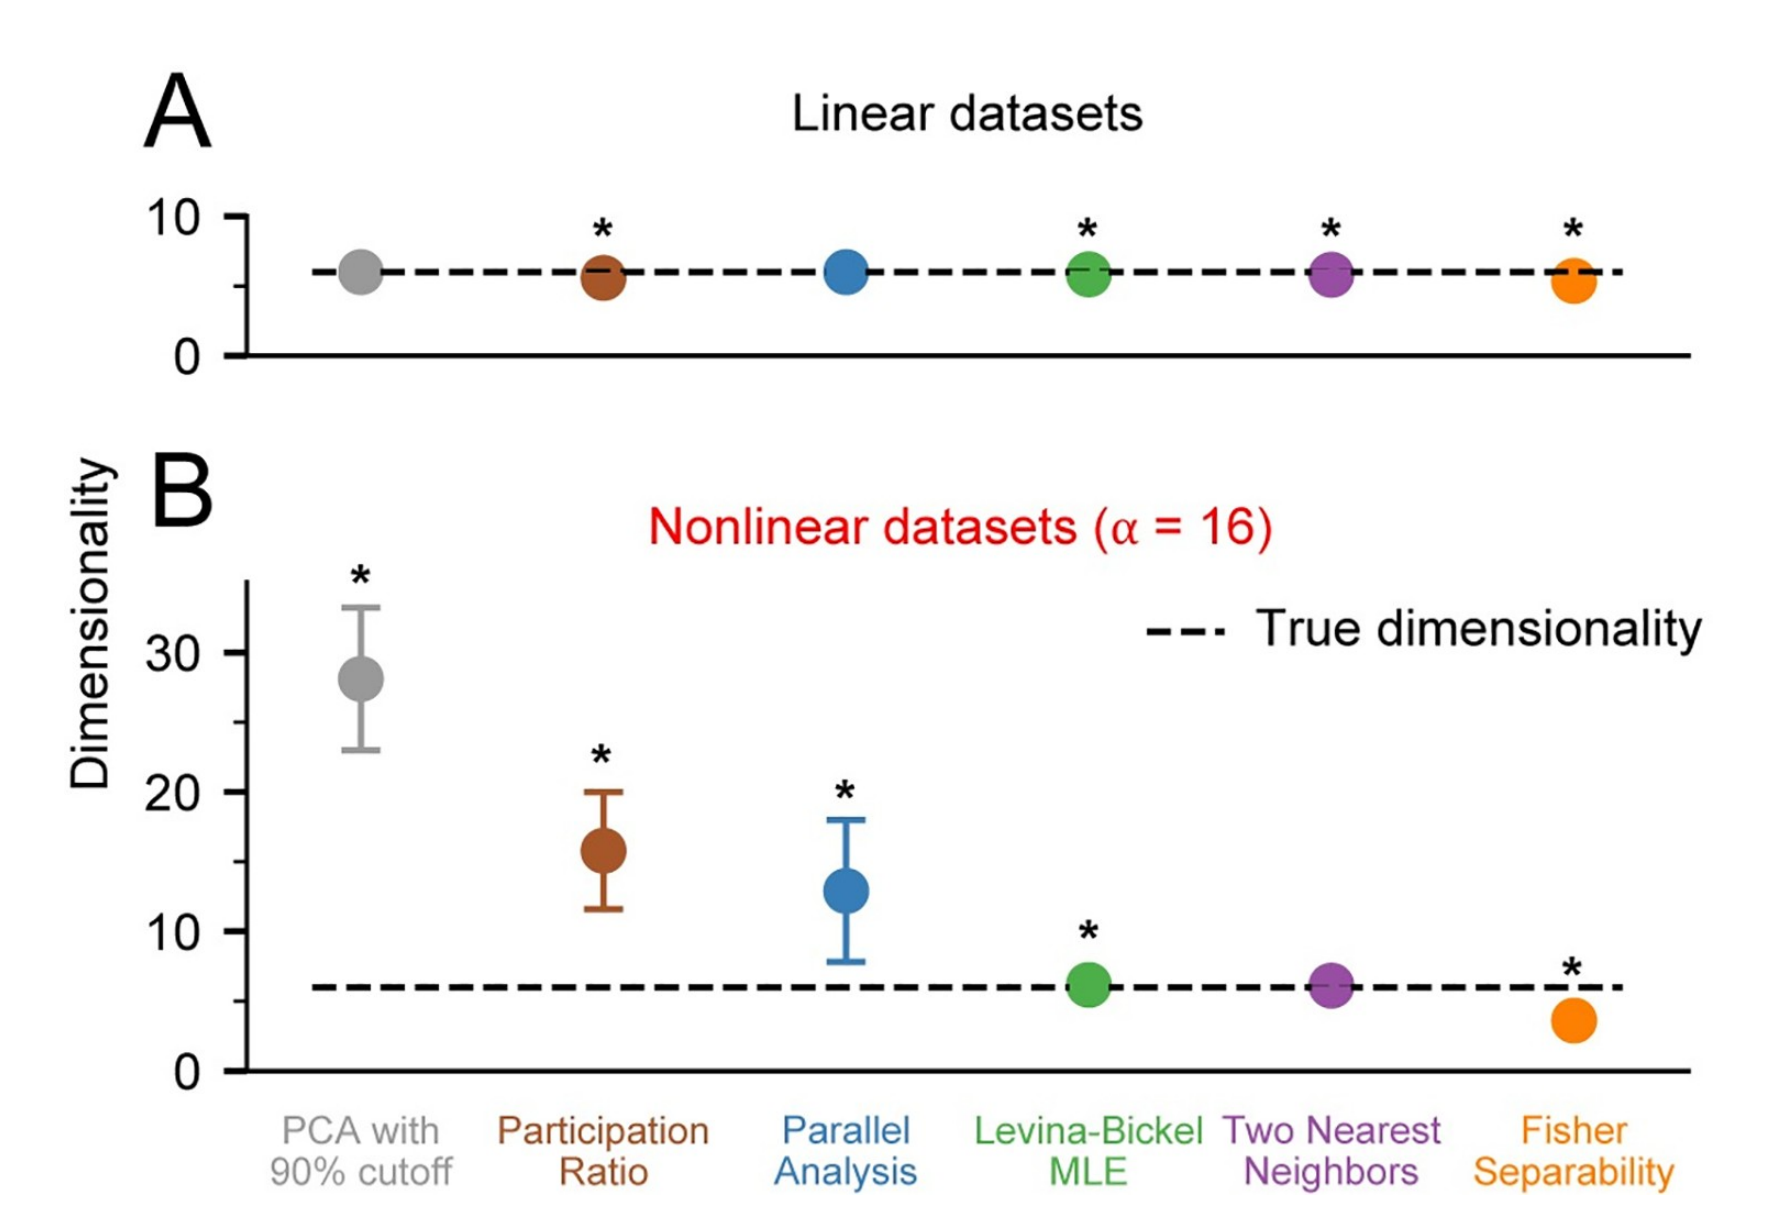 A
Linear datasets
10
* * * *
0
B
Dimensionality
Nonlinear datasets (α = 16)
*
True dimensionality
30
*
20
*
10
*
*
0
PCA with
90% cutoff
Participation
Ratio
Parallel
Analysis
Levina-Bickel
MLE
Two Nearest
Neighbors
Fisher
Separability